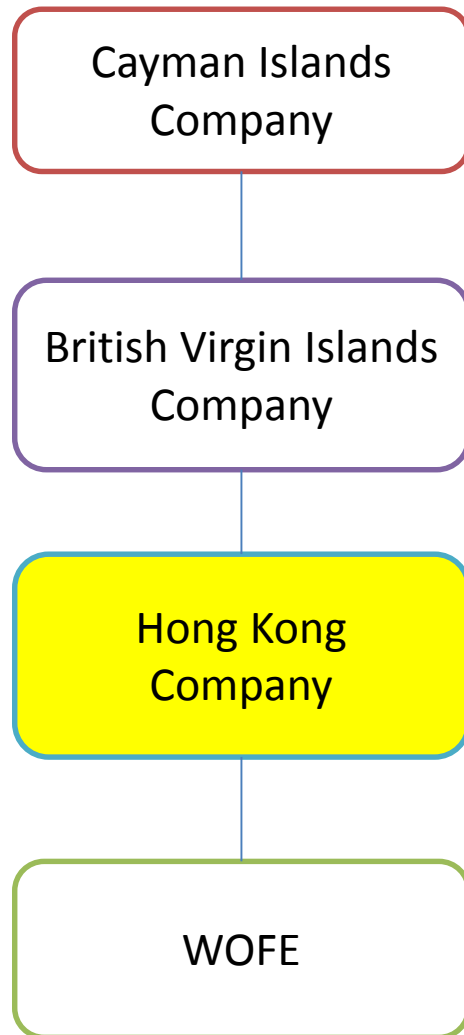 Cayman Islands
Company
British Virgin Islands
Company
Hong Kong
Company
WOFE